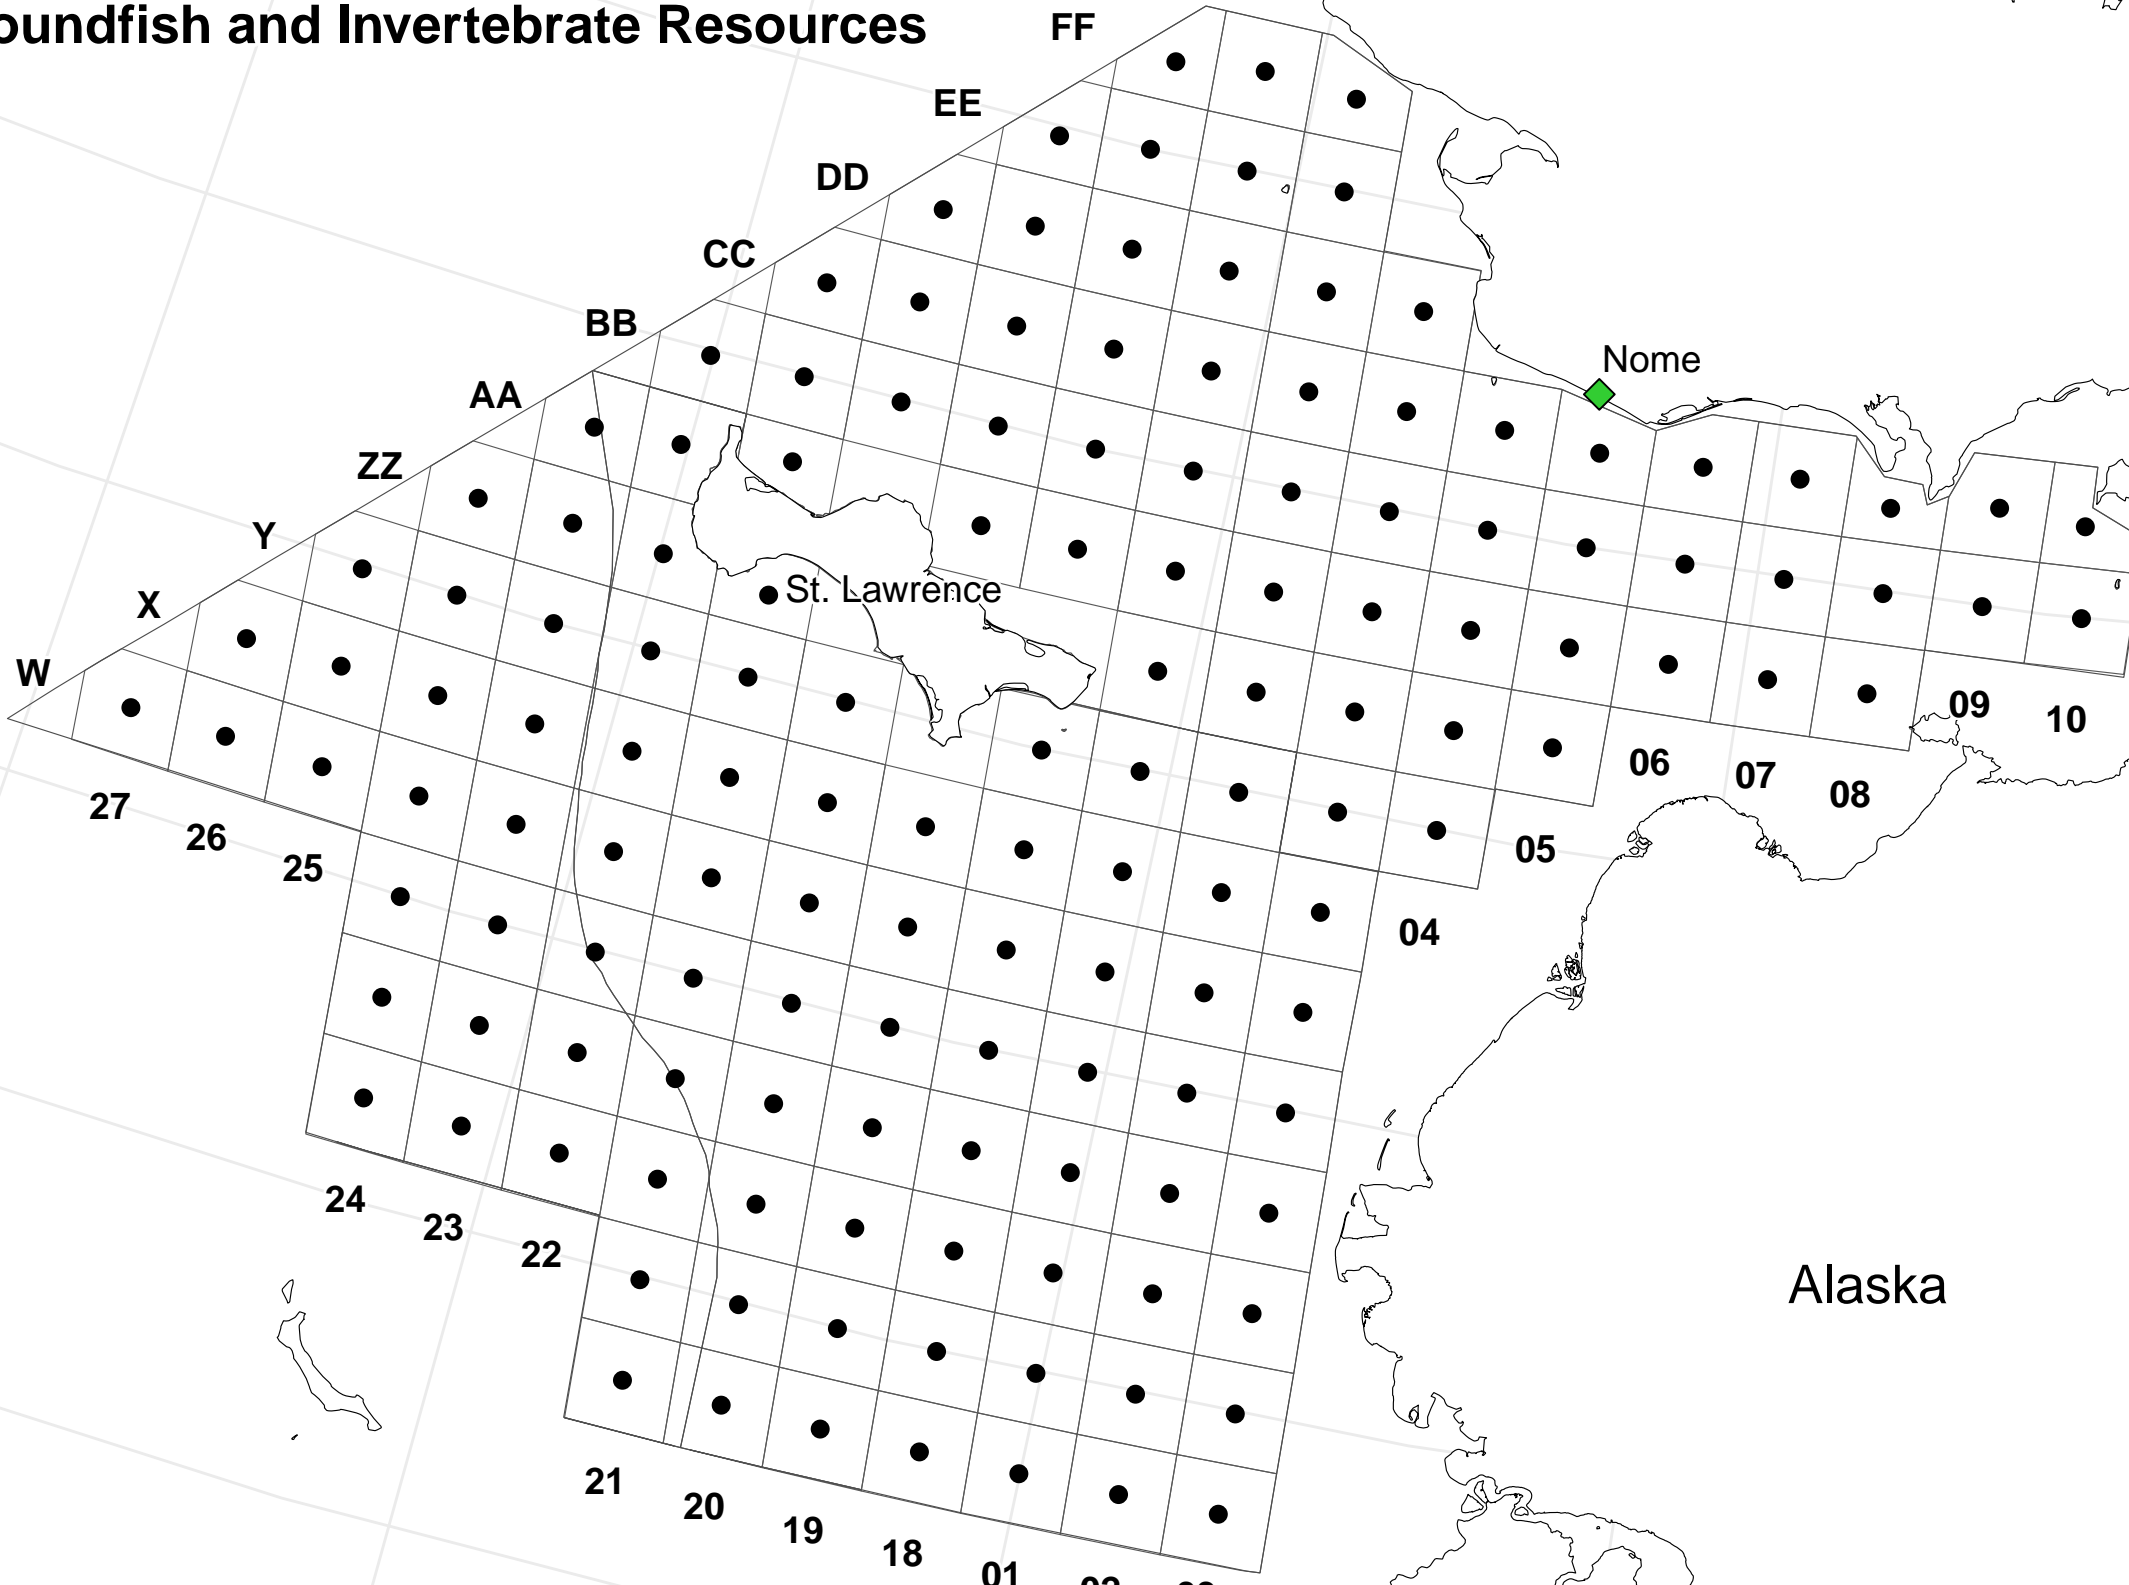 oundfish and Invertebrate Resources
FF
EE
DD
CC
BB
AA
ZZ
Y
X
W
Nome
St. Lawrence
Alaska
27
26
25
24
23
22
21
20
19
18
01
04
05
06
07
08
09
10